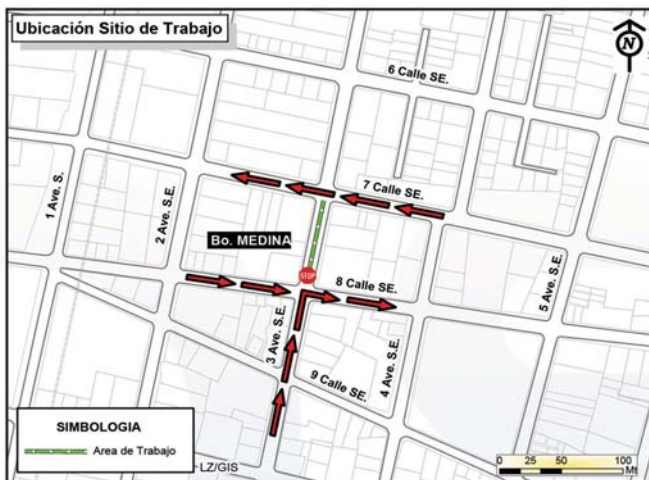 Ubicación Sitio de Trabajo
N
6 Calle SE.
7 Calle SE.
1 Ave. S.
2 Ave. S.E.
Bo. MEDINA
STOP
8 Calle SE.
5 Ave. S.E.
3 Ave. S.E.
4 Ave. S.E.
9 Calle SE.
SIMBOLOGIA
Area de Trabajo
LZ/GIS
0 25 50 100
Mt